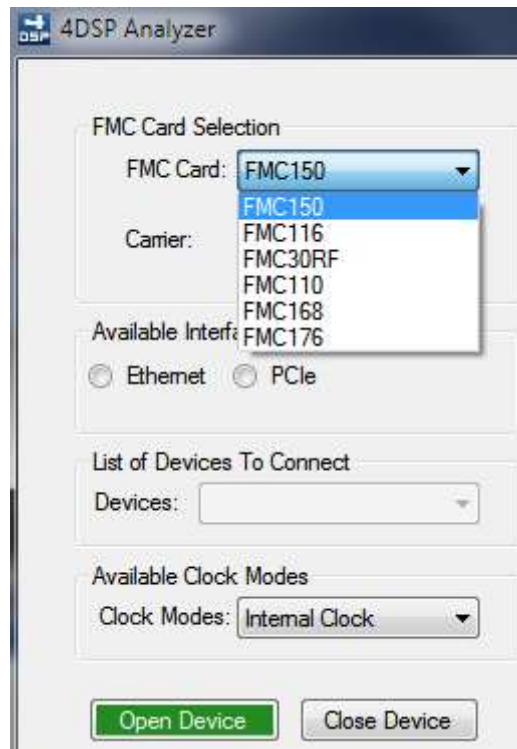 4DSP Analyzer
FMC Card Selection
FMC Card: FMC150
FMC150
FMC116
Carrier:
FMC30RF
FMC110
FMC168
FMC176
Available Interfa
Ethernet PCIe
List of Devices To Connect
Devices:
Available Clock Modes
Clock Modes: Internal Clock
Open Device Close Device